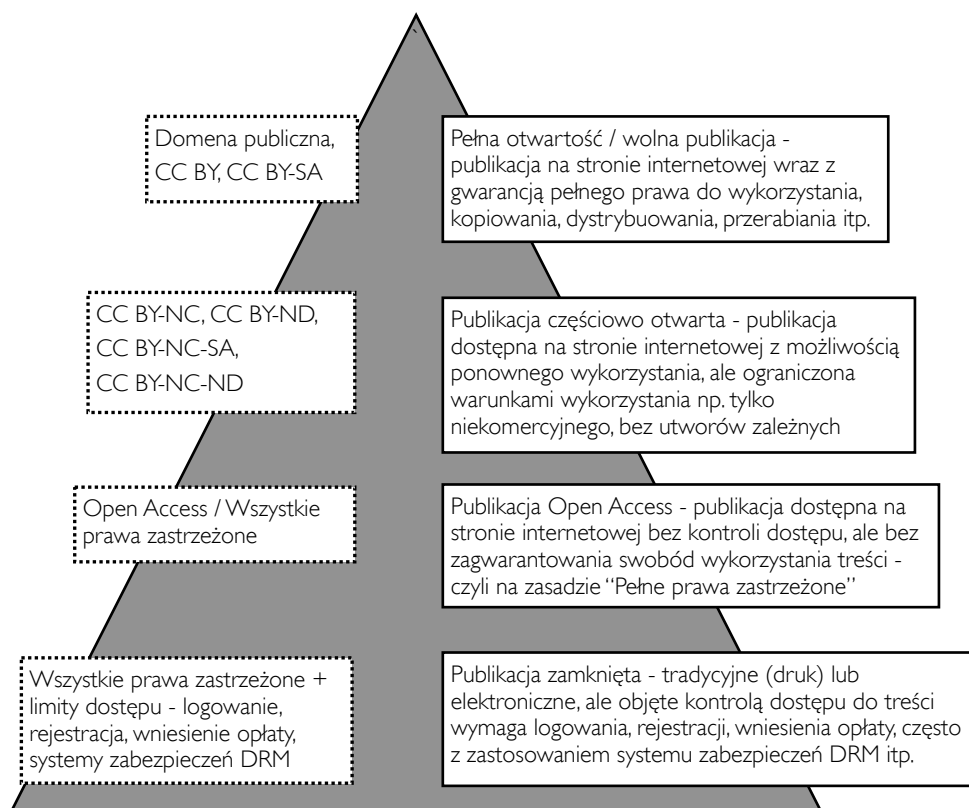 Domena publiczna,
CC BY, CC BY-SA
Pełna otwartość / wolna publikacja -
publikacja na stronie internetowej wraz z
gwarancją pełnego prawa do wykorzystania,
kopiowania, dystrybuowania, przerabiania itp.
CC BY-NC, CC BY-ND,
CC BY-NC-SA,
CC BY-NC-ND
Publikacja częściowo otwarta - publikacja
dostępna na stronie internetowej z możliwością
ponownego wykorzystania, ale ograniczona
warunkami wykorzystania np. tylko
niekomercyjnego, bez utworów zależnych
Open Access / Wszystkie
prawa zastrzeżone
Publikacja Open Access - publikacja dostępna na
stronie internetowej bez kontroli dostępu, ale bez
zagwarantowania swobód wykorzystania treści -
czyli na zasadzie “Pełne prawa zastrzeżone”
Wszystkie prawa zastrzeżone +
limity dostępu - logowanie,
rejestracja, wniesienie opłaty,
systemy zabezpieczeń DRM
Publikacja zamknięta - tradycyjne (druk) lub
elektroniczne, ale objęte kontrolą dostępu do treści
wymaga logowania, rejestracji, wniesienia opłaty, często
z zastosowaniem systemu zabezpieczeń DRM itp.